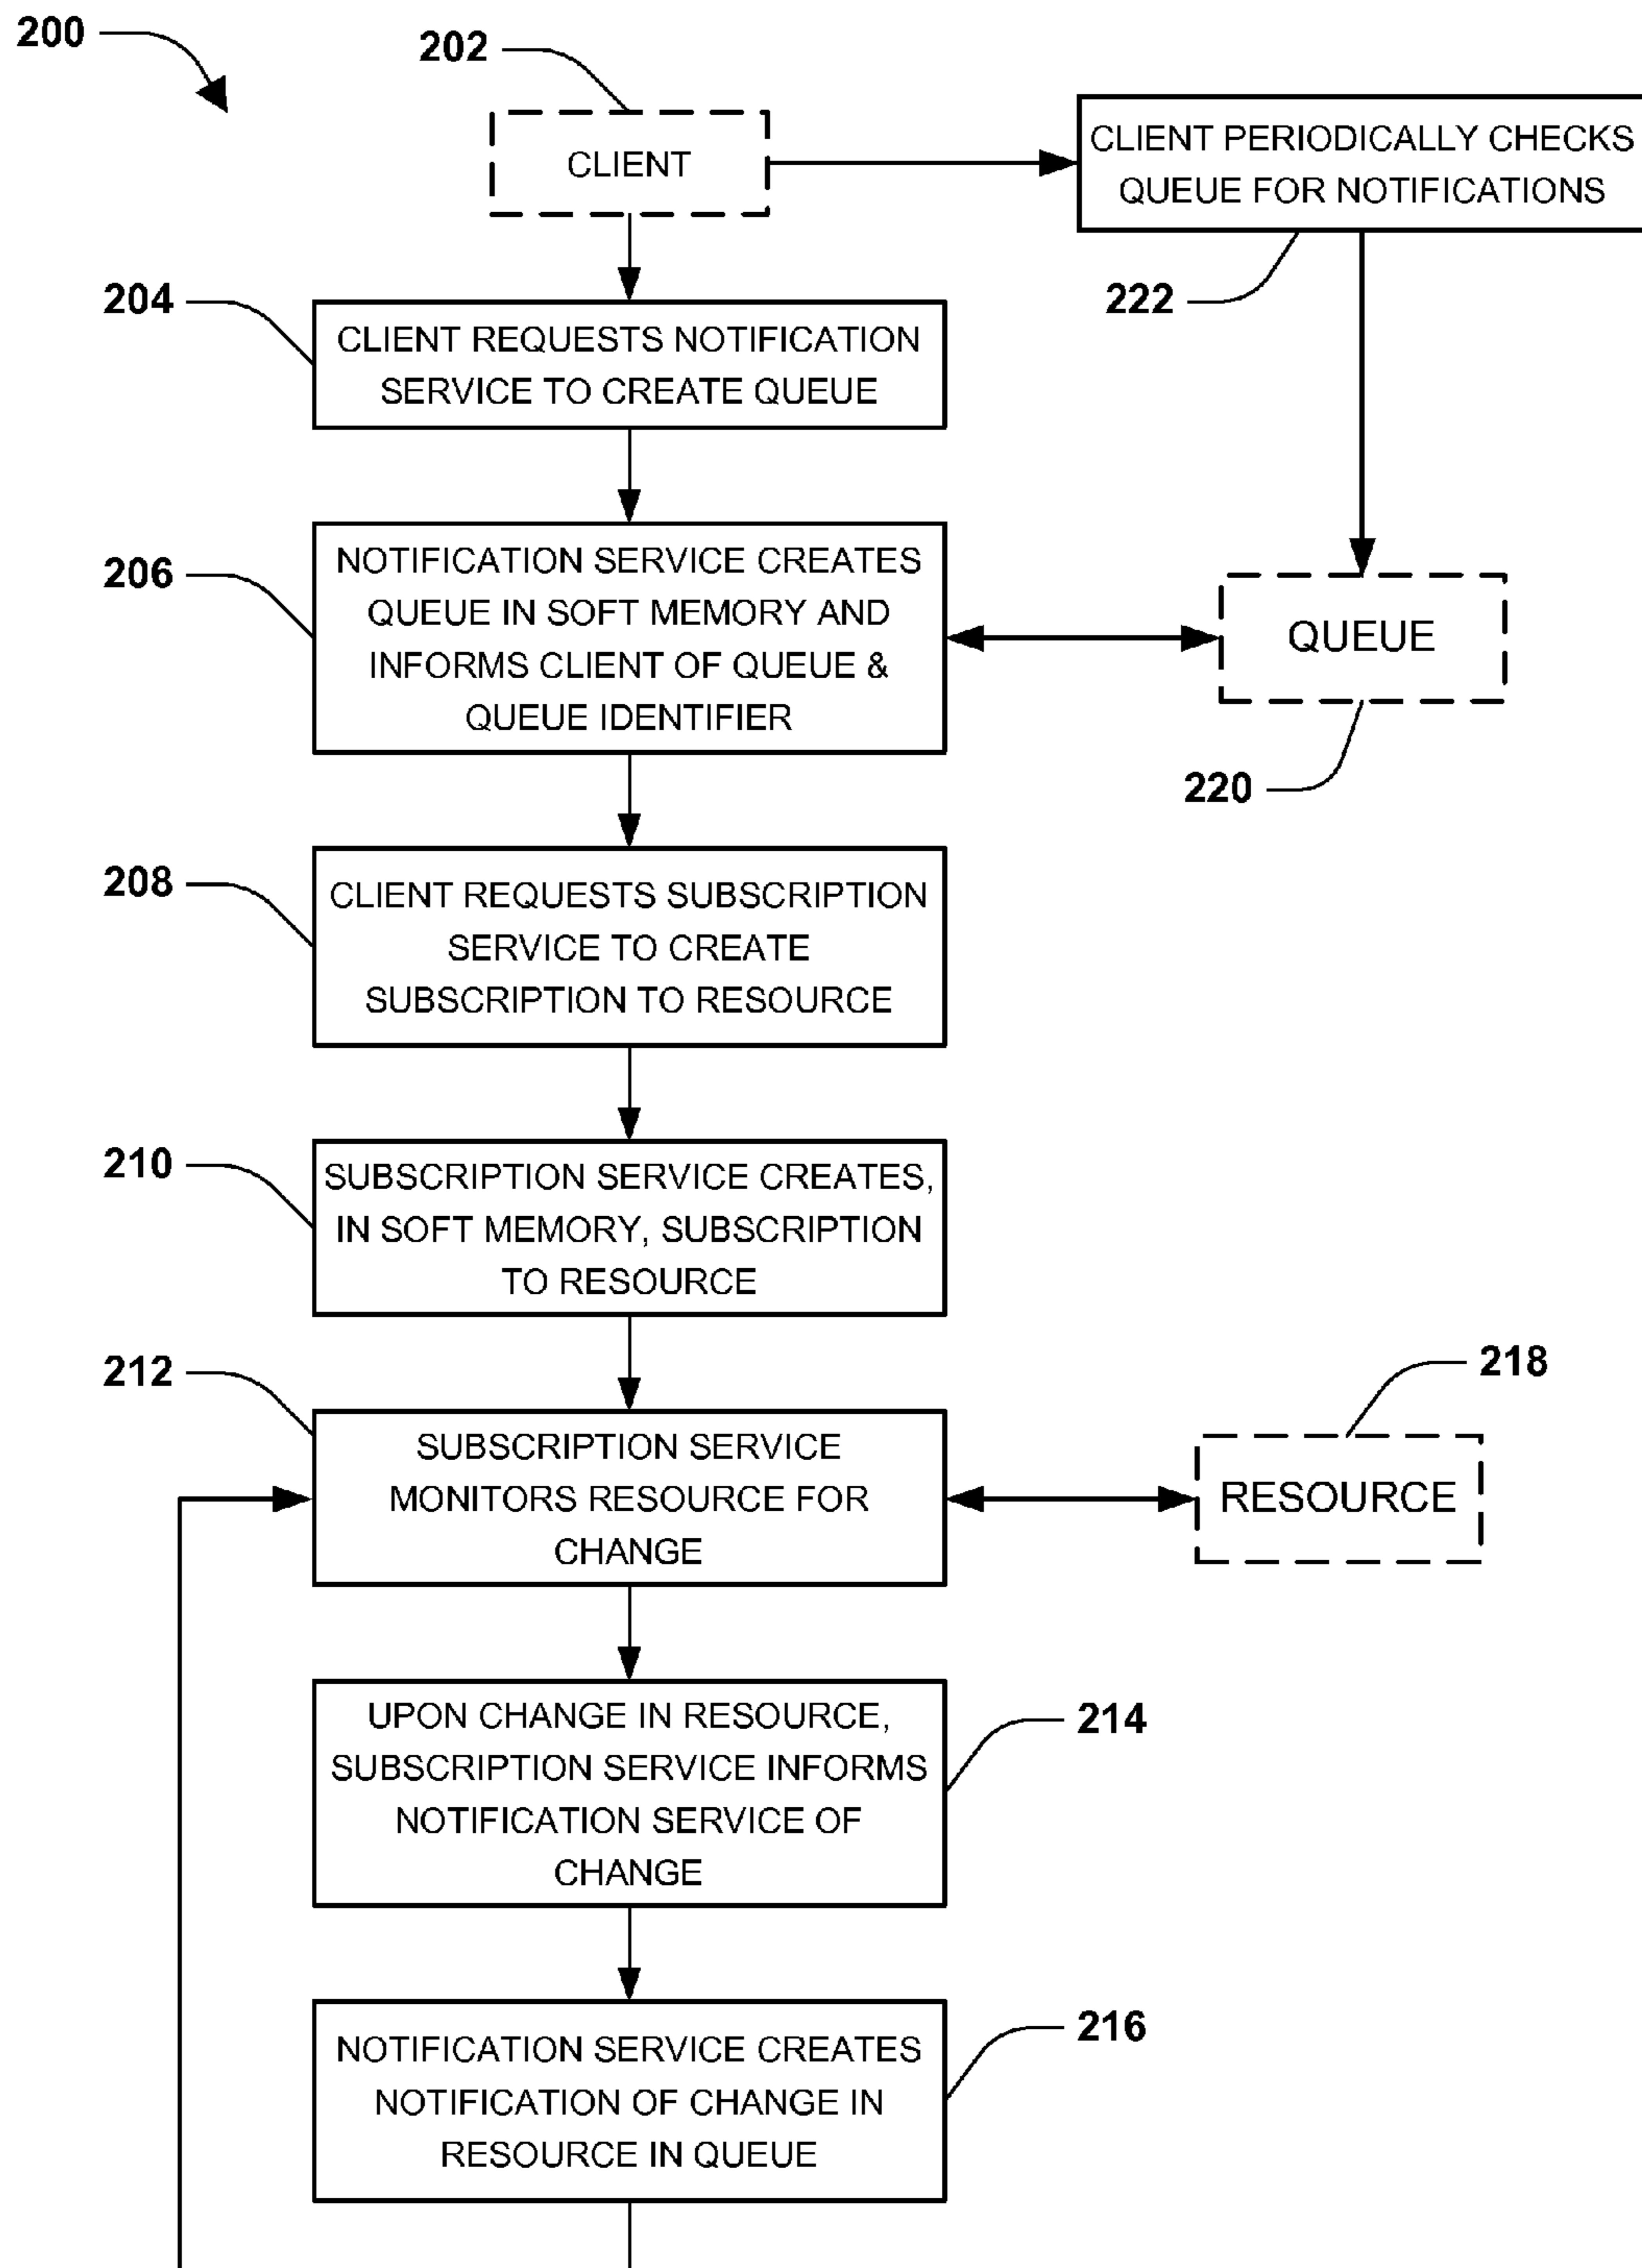 200
202
CLIENT
CLIENT PERIODICALLY CHECKS
QUEUE FOR NOTIFICATIONS
222
204
CLIENT REQUESTS NOTIFICATION
SERVICE TO CREATE QUEUE
206
NOTIFICATION SERVICE CREATES
QUEUE IN SOFT MEMORY AND
INFORMS CLIENT OF QUEUE &
QUEUE IDENTIFIER
QUEUE
220
208
CLIENT REQUESTS SUBSCRIPTION
SERVICE TO CREATE
SUBSCRIPTION TO RESOURCE
210
SUBSCRIPTION SERVICE CREATES,
IN SOFT MEMORY, SUBSCRIPTION
TO RESOURCE
212
SUBSCRIPTION SERVICE
MONITORS RESOURCE FOR
CHANGE
218
RESOURCE
UPON CHANGE IN RESOURCE,
SUBSCRIPTION SERVICE INFORMS
NOTIFICATION SERVICE OF
CHANGE
214
NOTIFICATION SERVICE CREATES
NOTIFICATION OF CHANGE IN
RESOURCE IN QUEUE
216